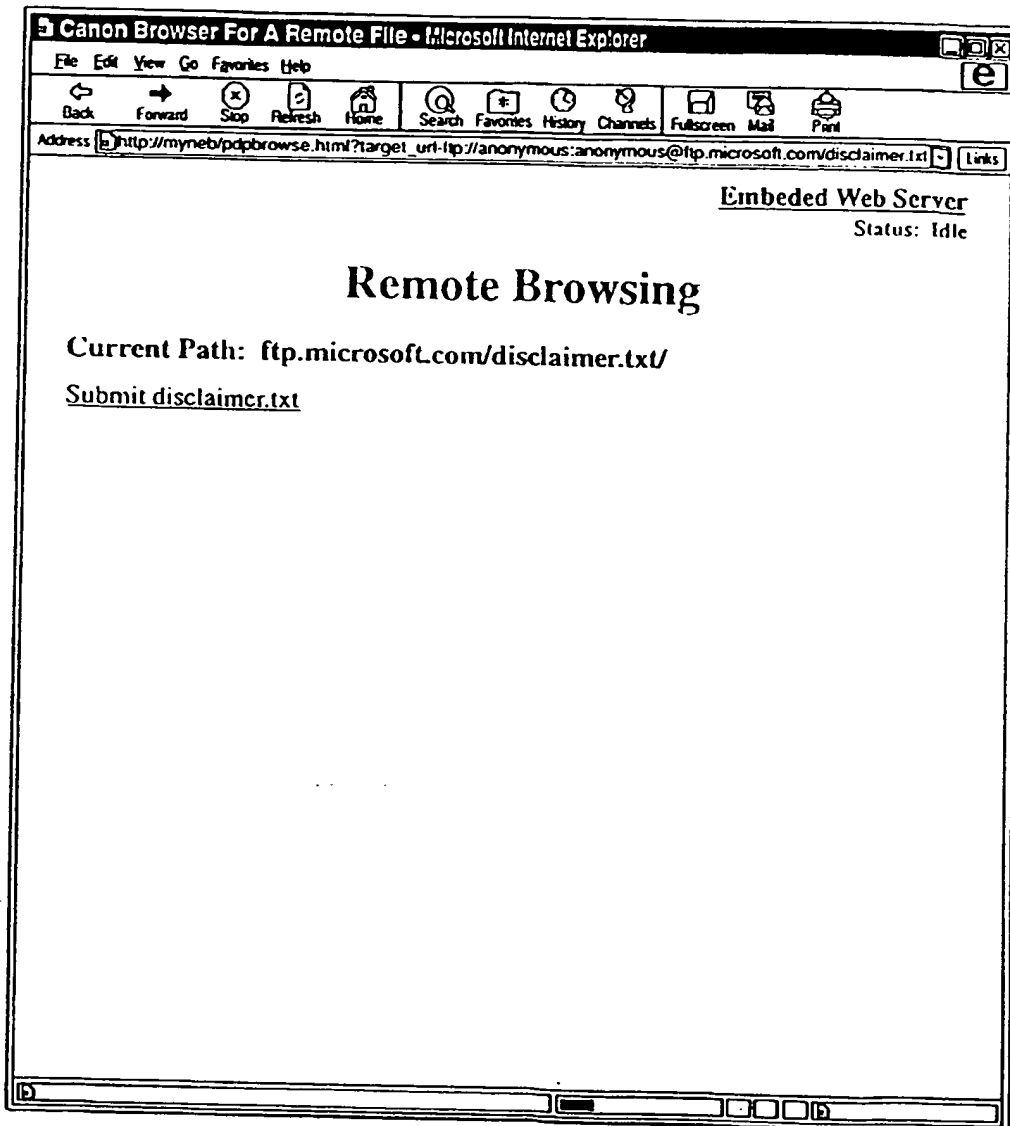 Canon Browser For A Remote File - Microsoft Internet Explorer
File Edit View Go Favorites Help
e
Back Forward Stop Refresh Home Search Favorites History Channels Fullscreen Mail Print
Address http://myneb/pdpbrowse.html?target_url-ftp://anonymous:anonymous@ftp.microsoft.com/disclaimer.txt Links
Embeded Web Server
Status: Idle
Remote Browsing
Current Path: ftp.microsoft.com/disclaimer.txt/
Submit disclaimer.txt